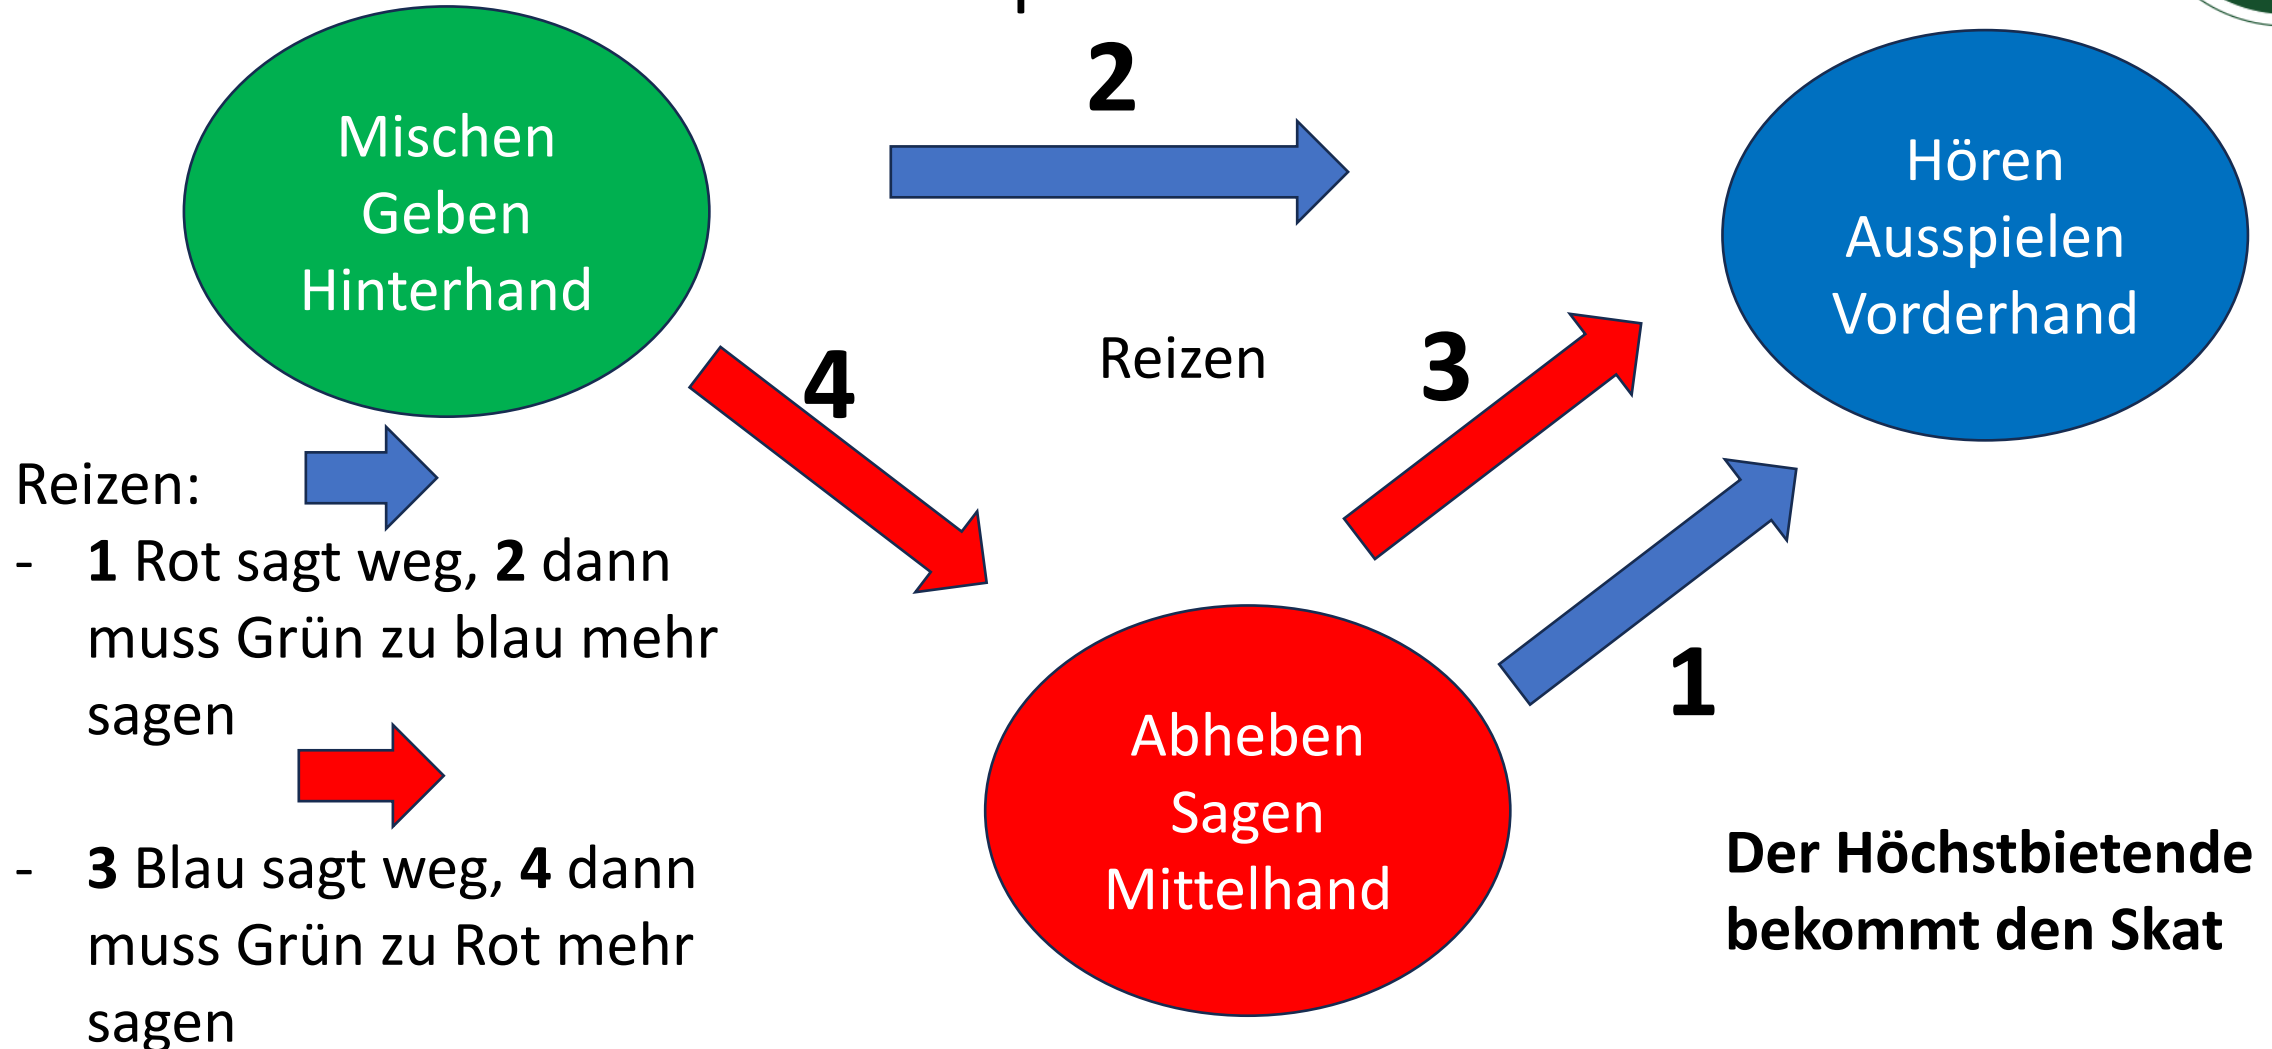 2
Mischen
Geben
Hinterhand
Hören
Ausspielen
Vorderhand
4
Reizen
3
Reizen:
- 1 Rot sagt weg, 2 dann
muss Grün zu blau mehr
sagen
1
- 3 Blau sagt weg, 4 dann
muss Grün zu Rot mehr
sagen
Abheben
Sagen
Mittelhand
Der Höchstbietende
bekommt den Skat